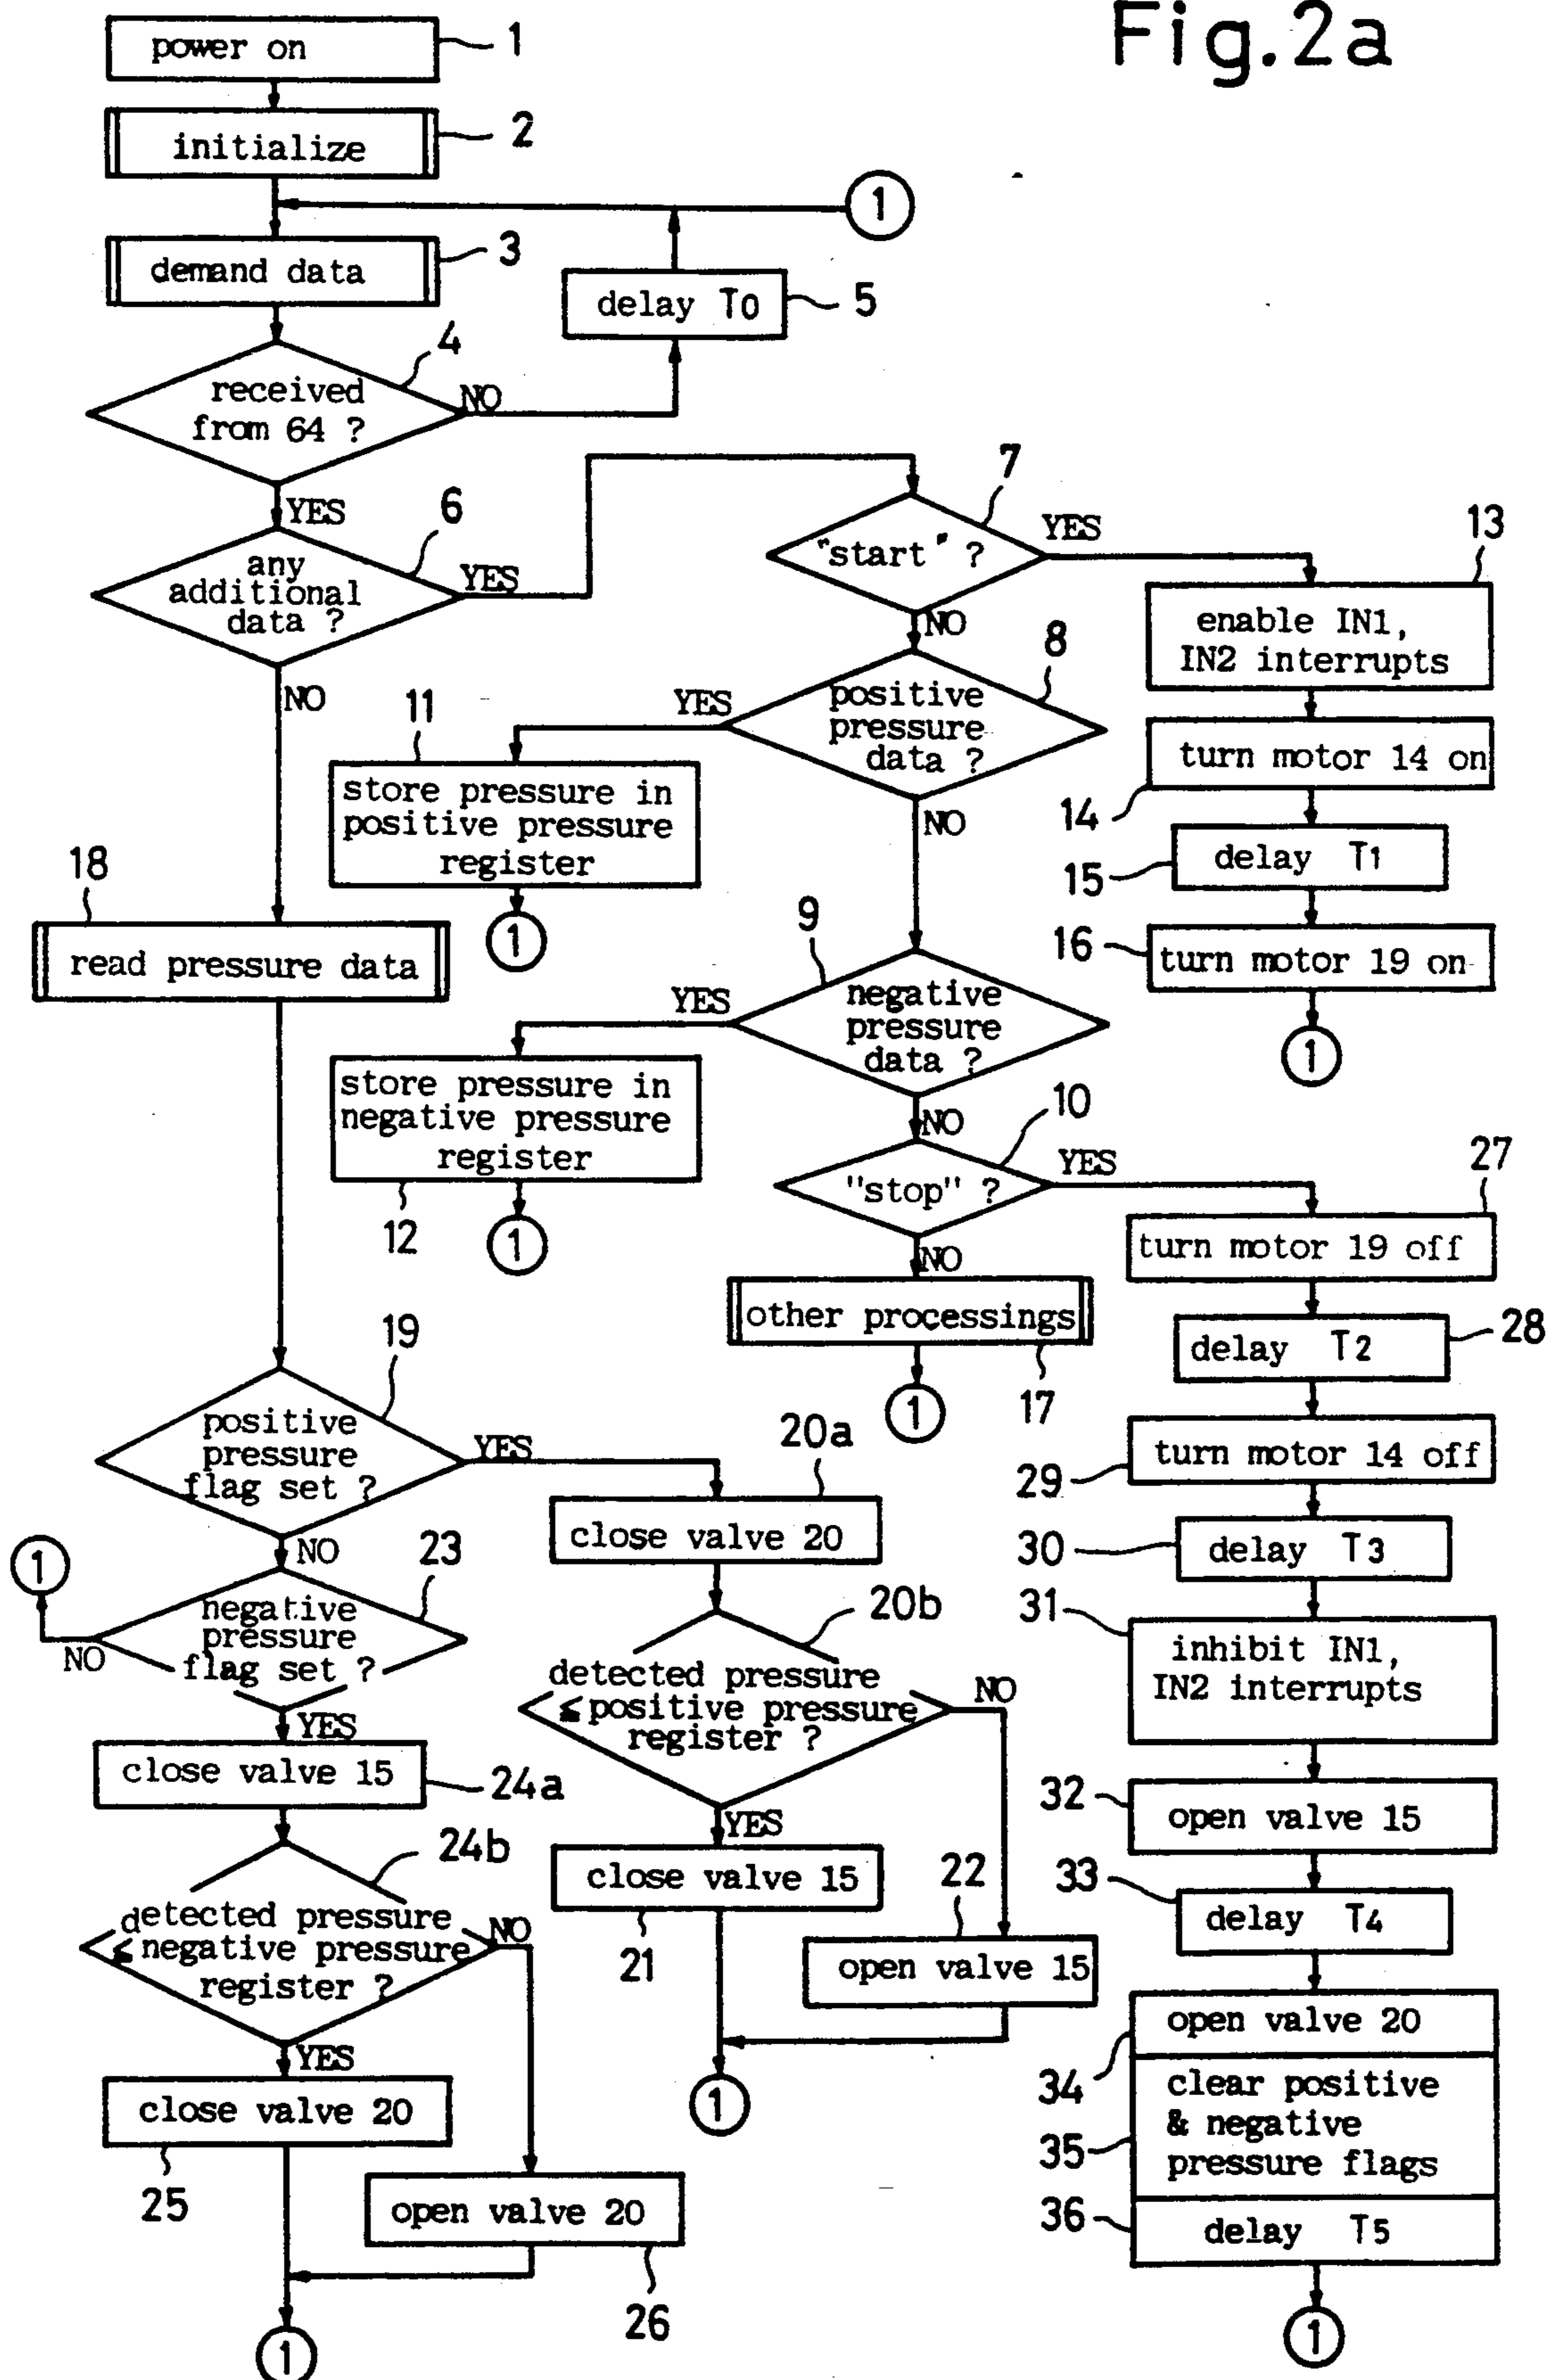 Fig.2a
power on
1
initialize
2
1
demand data
3
delay T0
5
4
received
from 64 ?
NO
YES
6
any
additional
data ?
YES
NO
7
"start" ?
YES
NO
13
enable IN1,
IN2 interrupts
turn motor 14 on
14
delay T1
15
turn motor 19 on
16
1
8
positive
pressure
data ?
YES
NO
11
store pressure in
positive pressure
register
1
9
negative
pressure
data ?
YES
NO
store pressure in
negative pressure
register
12
1
10
"stop" ?
YES
NO
other processings
17
1
27
turn motor 19 off
delay T2
28
turn motor 14 off
29
delay T3
30
31
inhibit IN1,
IN2 interrupts
32
open valve 15
33
delay T4
open valve 20
34
clear positive
& negative
pressure flags
35
36
delay T5
1
18
read pressure data
19
positive
pressure
flag set ?
YES
NO
20a
close valve 20
20b
detected pressure
≦ positive pressure
register ?
NO
YES
close valve 15
21
22
open valve 15
1
1
23
negative
pressure
flag set ?
NO
YES
close valve 15
24a
24b
detected pressure
≦ negative pressure
register ?
NO
YES
close valve 20
25
open valve 20
26
1